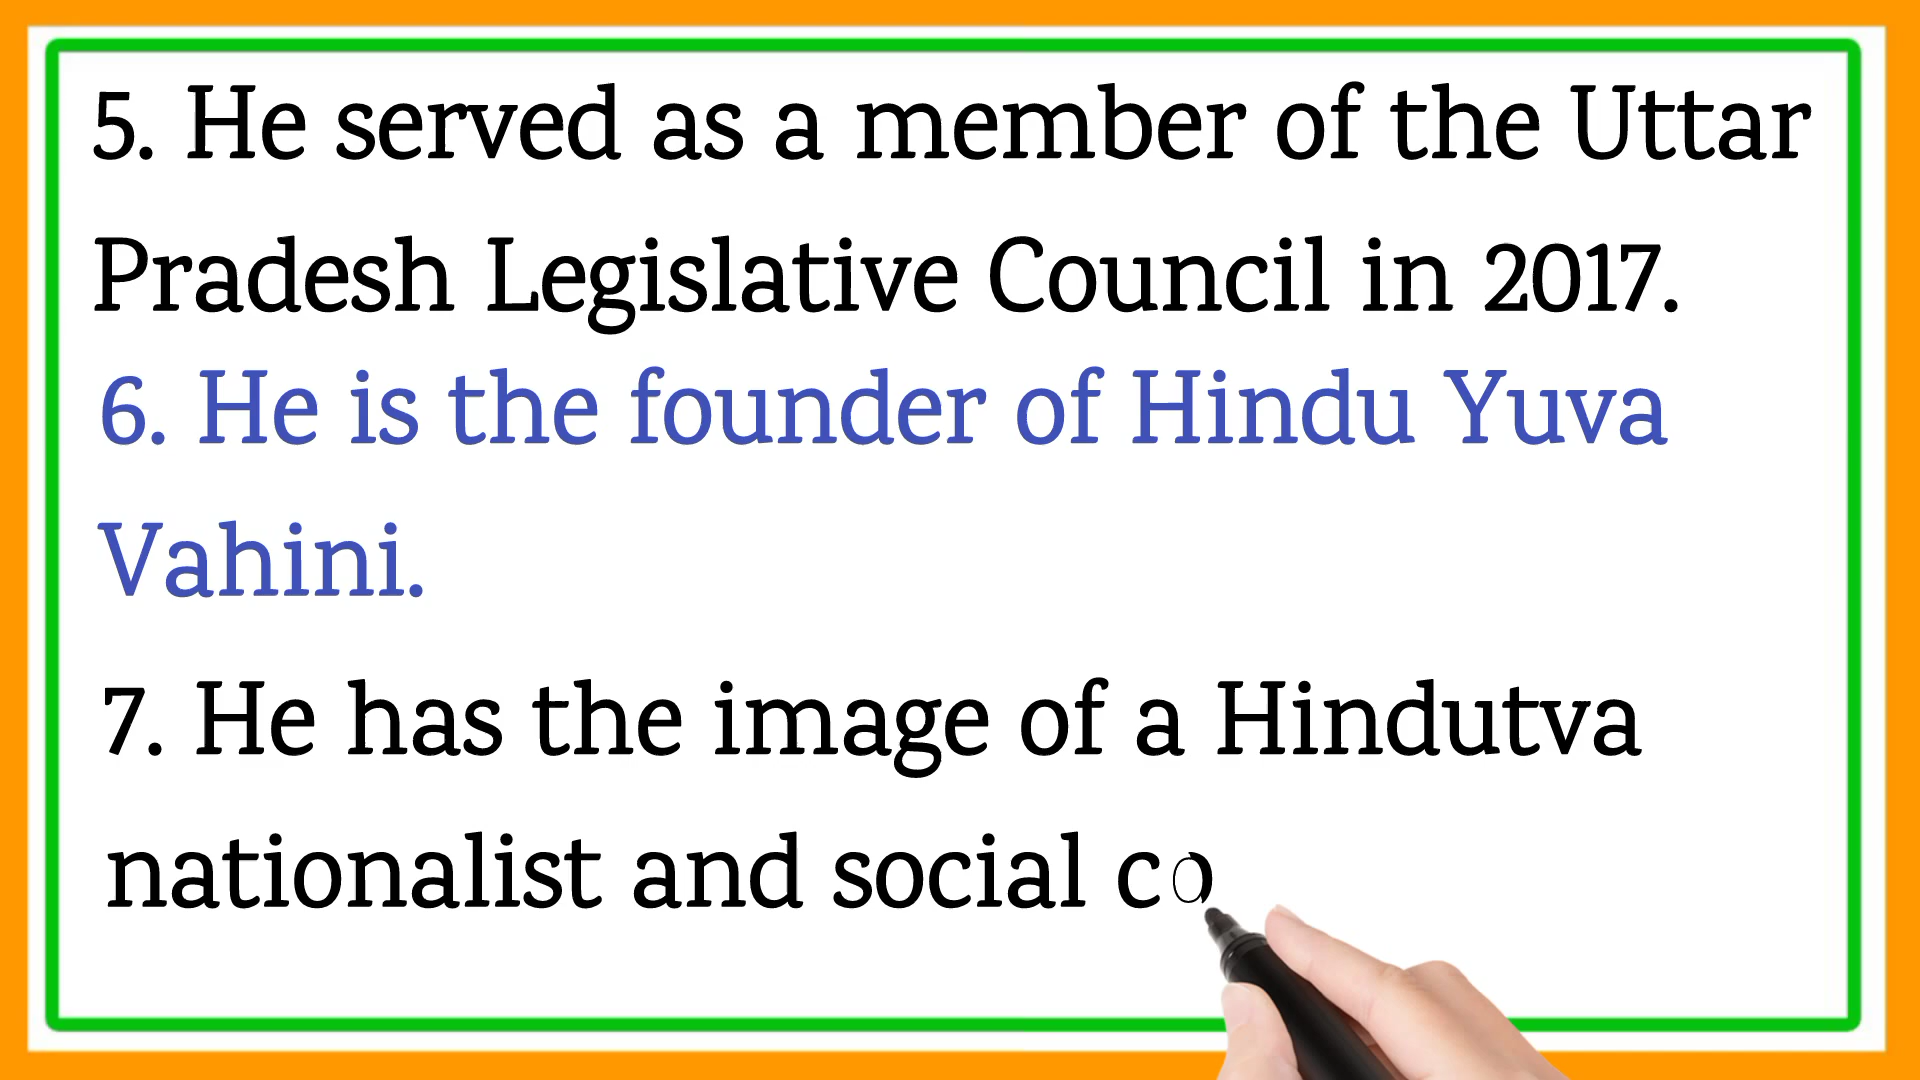 5. He served as a member of the Uttar
Pradesh Legislative Council in 2017.
6. He is the founder of Hindu Yuva
Vahini.
7. He has the image of a Hindutva
nationalist and social co